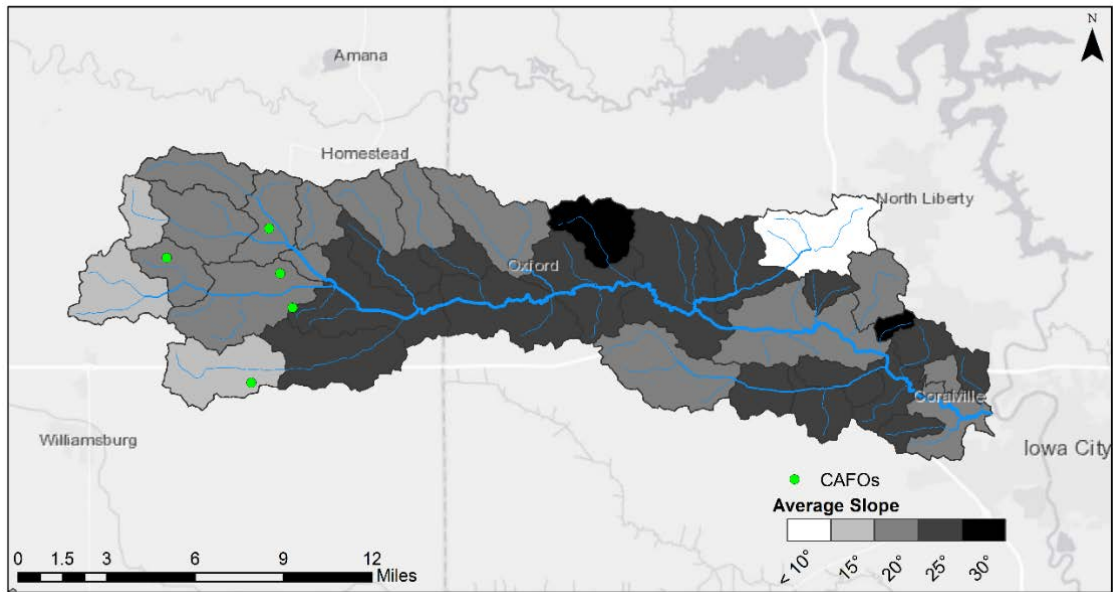 N
Amana
Homestead
North Liberty
Oxford
Coralville
Williamsburg
Iowa City
CAFOs
Average Slope
< 10°
15°
20°
25°
30°
0 1.5 3 6 9 12
Miles